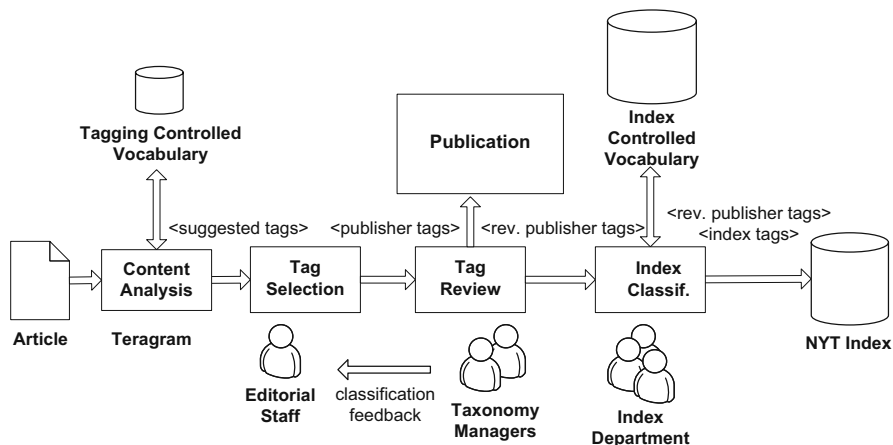 Tagging Controlled
Vocabulary
Publication
Index
Controlled
Vocabulary
<suggested tags>
<publisher tags>
<rev. publisher tags>
<rev. publisher tags>
<index tags>
Content
Analysis
Tag
Selection
Tag
Review
Index
Classif.
Article
Teragram
NYT Index
Editorial
Staff
classification
feedback
Taxonomy
Managers
Index
Department